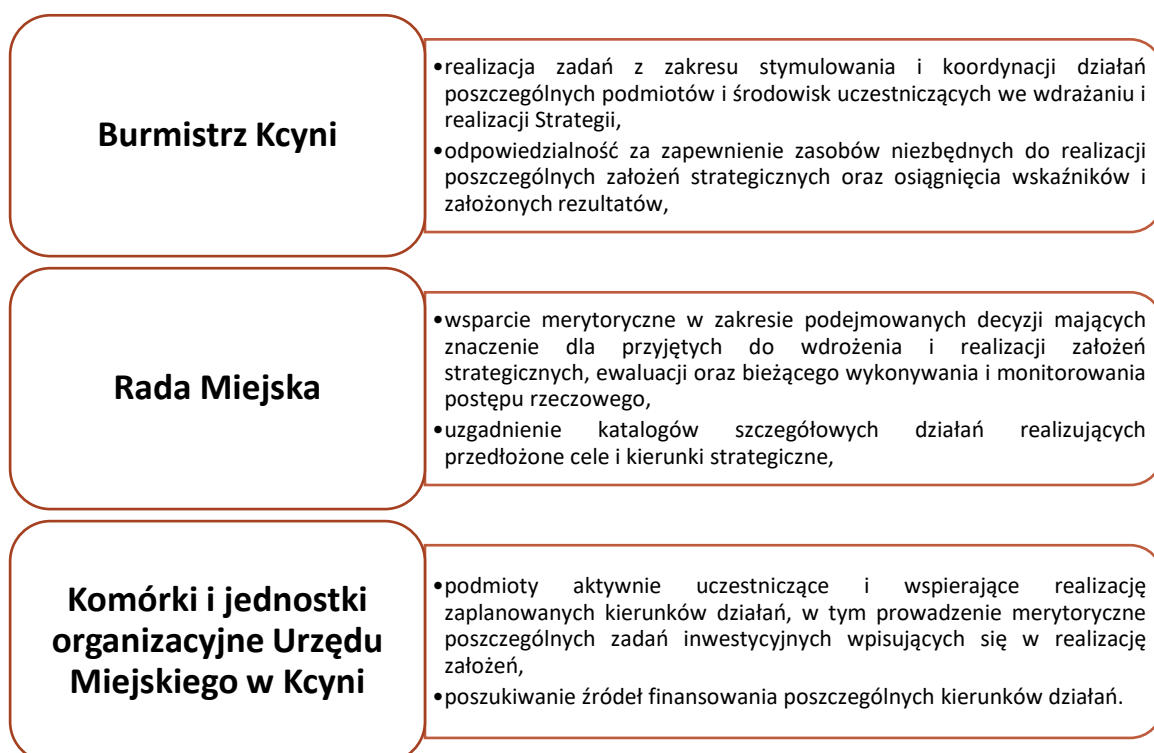 Burmistrz Kcyni
•realizacja zadań z zakresu stymulowania i koordynacji działań
poszczególnych podmiotów i środowisk uczestniczących we wdrażaniu i
realizacji Strategii,
•odpowiedzialność za zapewnienie zasobów niezbędnych do realizacji
poszczególnych założeń strategicznych oraz osiągnięcia wskaźników i
założonych rezultatów,
Rada Miejska
•wsparcie merytoryczne w zakresie podejmowanych decyzji mających
znaczenie dla przyjętych do wdrożenia i realizacji założeń
strategicznych, ewaluacji oraz bieżącego wykonywania i monitorowania
postępu rzeczowego,
•uzgadnienie katalogów szczegółowych działań realizujących
przedłożone cele i kierunki strategiczne,
Komórki i jednostki
organizacyjne Urzędu
Miejskiego w Kcyni
•podmioty aktywnie uczestniczące i wspierające realizację
zaplanowanych kierunków działań, w tym prowadzenie merytoryczne
poszczególnych zadań inwestycyjnych wpisujących się w realizację
założeń,
•poszukiwanie źródeł finansowania poszczególnych kierunków działań.